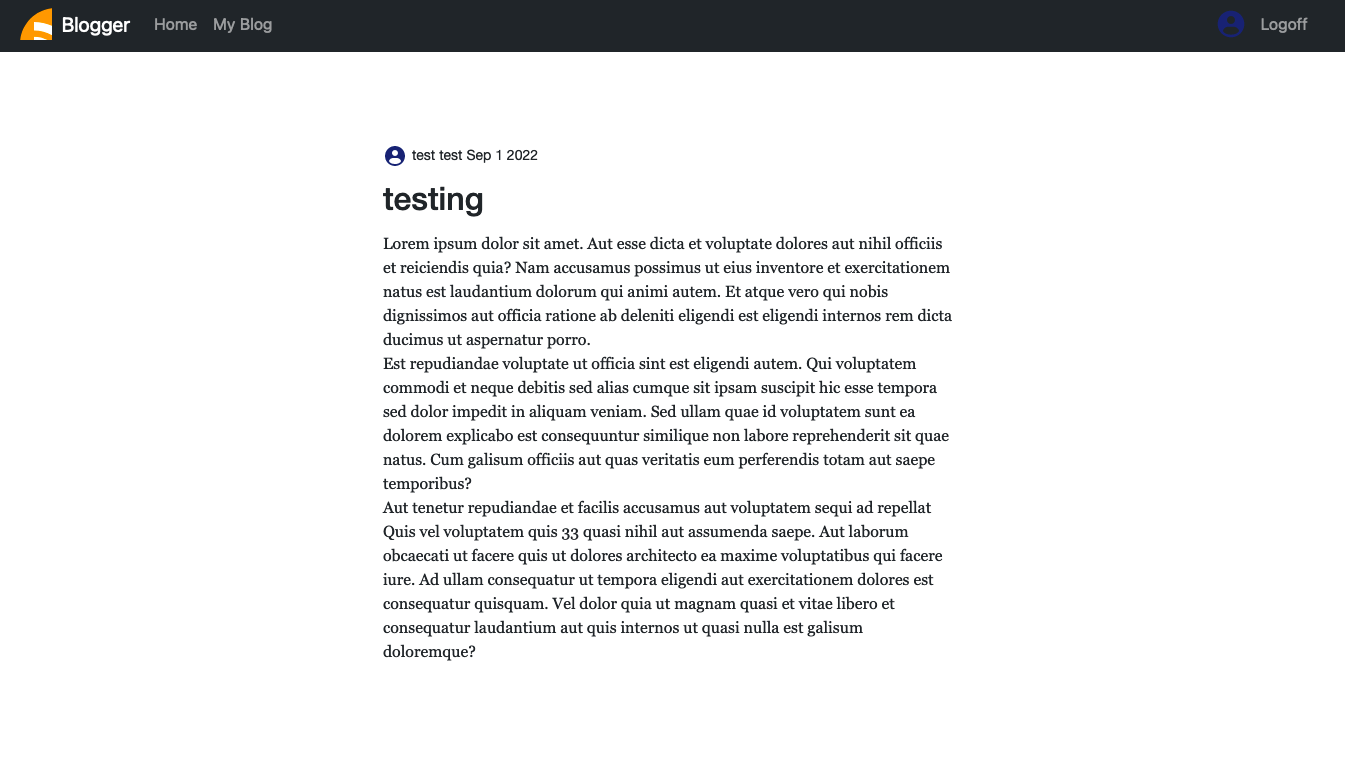 Blogger Home My Blog Logoff
test test Sep 1 2022
testing
Lorem ipsum dolor sit amet. Aut esse dicta et voluptate dolores aut nihil officiis
et reiciendis quia? Nam accusamus possimus ut eius inventore et exercitationem
natus est laudantium dolorum qui animi autem. Et atque vero qui nobis
dignissimos aut officia ratione ab deleniti eligendi est eligendi internos rem dicta
ducimus ut aspernatur porro.
Est repudiandae voluptate ut officia sint est eligendi autem. Qui voluptatem
commodi et neque debitis sed alias cumque sit ipsam suscipit hic esse tempora
sed dolor impedit in aliquam veniam. Sed ullam quae id voluptatem sunt ea
dolorem explicabo est consequuntur similique non labore reprehenderit sit quae
natus. Cum galisum officiis aut quas veritatis eum perferendis totam aut saepe
temporibus?
Aut tenetur repudiandae et facilis accusamus aut voluptatem sequi ad repellat
Quis vel voluptatem quis 33 quasi nihil aut assumenda saepe. Aut laborum
obcaecati ut facere quis ut dolores architecto ea maxime voluptatibus qui facere
iure. Ad ullam consequatur ut tempora eligendi aut exercitationem dolores est
consequatur quisquam. Vel dolor quia ut magnam quasi et vitae libero et
consequatur laudantium aut quis internos ut quasi nulla est galisum
doloremque?